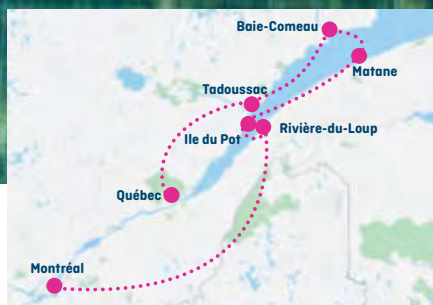 Baie-Comeau
Matane
Tadoussac
Ile du Pot
Rivière-du-Loup
Québec
Montréal